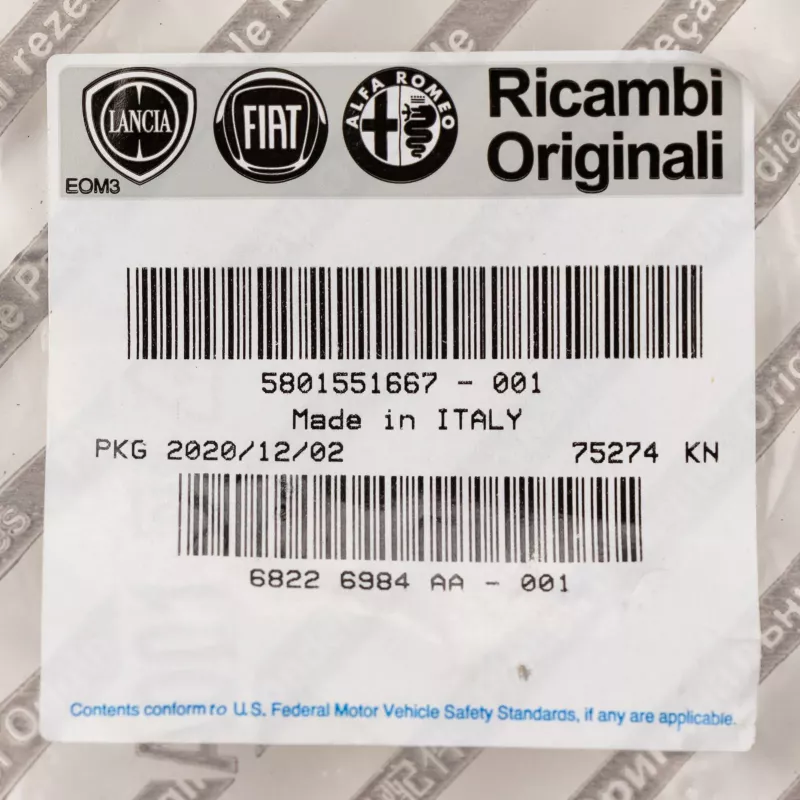 LANCIA
FIAT
ALFA ROMEO
Ricambi
Originali
EOM3
5801551667 - 001
Made in ITALY
PKG 2020/12/02 75274 KN
6822 6984 AA - 001
Contents conform to U.S. Federal Motor Vehicle Safety Standards, if any are applicable.